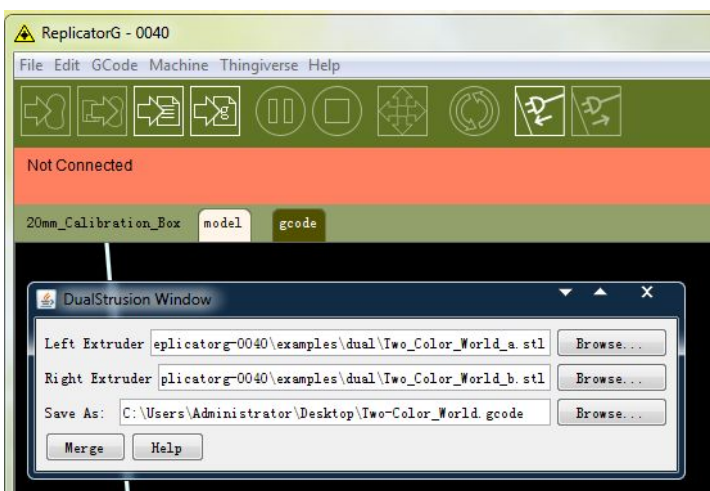 ReplicatorG - 0040
File Edit GCode Machine Thingiverse Help
Not Connected
20mm_Calibration_Box model gcode
DualStrusion Window
Left Extruder eplicatorg-0040\examples\dual\Two_Color_World_a.stl Browse...
Right Extruder plicatorg-0040\examples\dual\Two_Color_World_b.stl Browse...
Save As: C:\Users\Administrator\Desktop\Two-Color_World.gcode Browse...
Merge Help